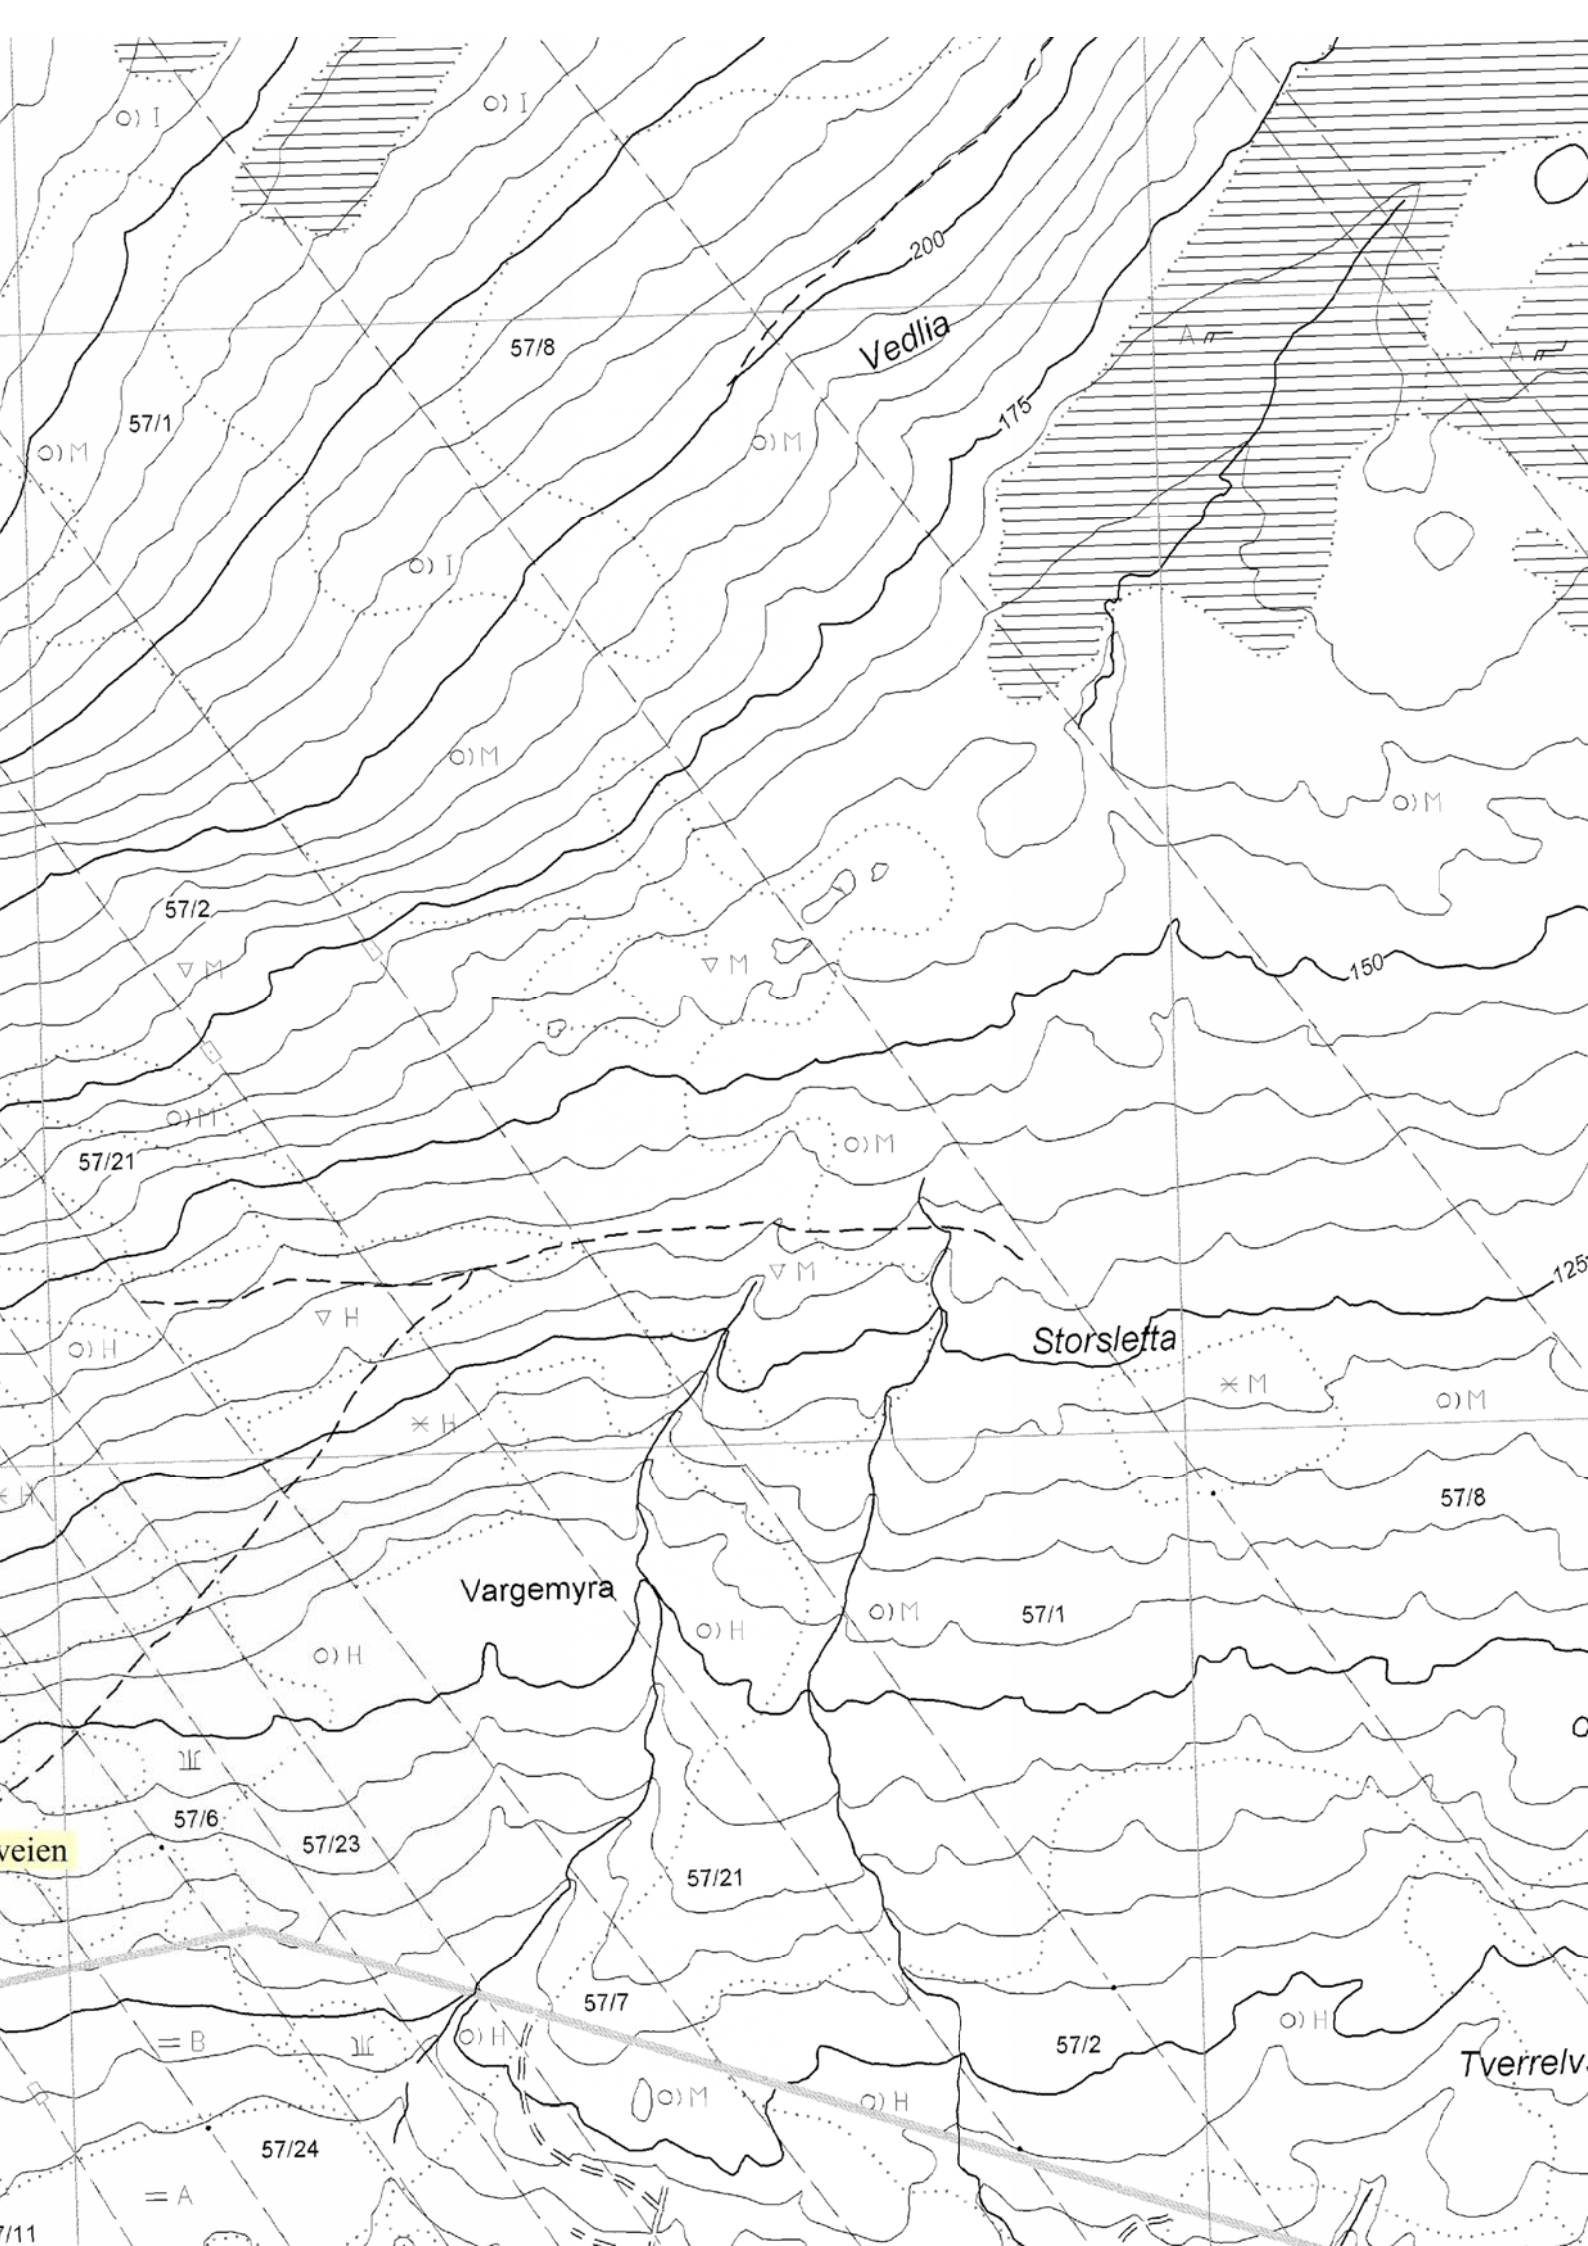 O) I
O) I
200
Vedlia
A
A
57/8
57/1
O) M
O) M
175
O) I
O) M
O) M
57/2
M
M
150
O) M
O) M
57/21
M
125
H
Storsletta
O) H
M
O) M
H
H
57/8
Vargemyra
O) H
O) M
57/1
O) H
57/6
57/23
veien
57/21
57/7
O) H
= B
O) H
57/2
Tverrelv
O) M
O) H
57/24
= A
7/11